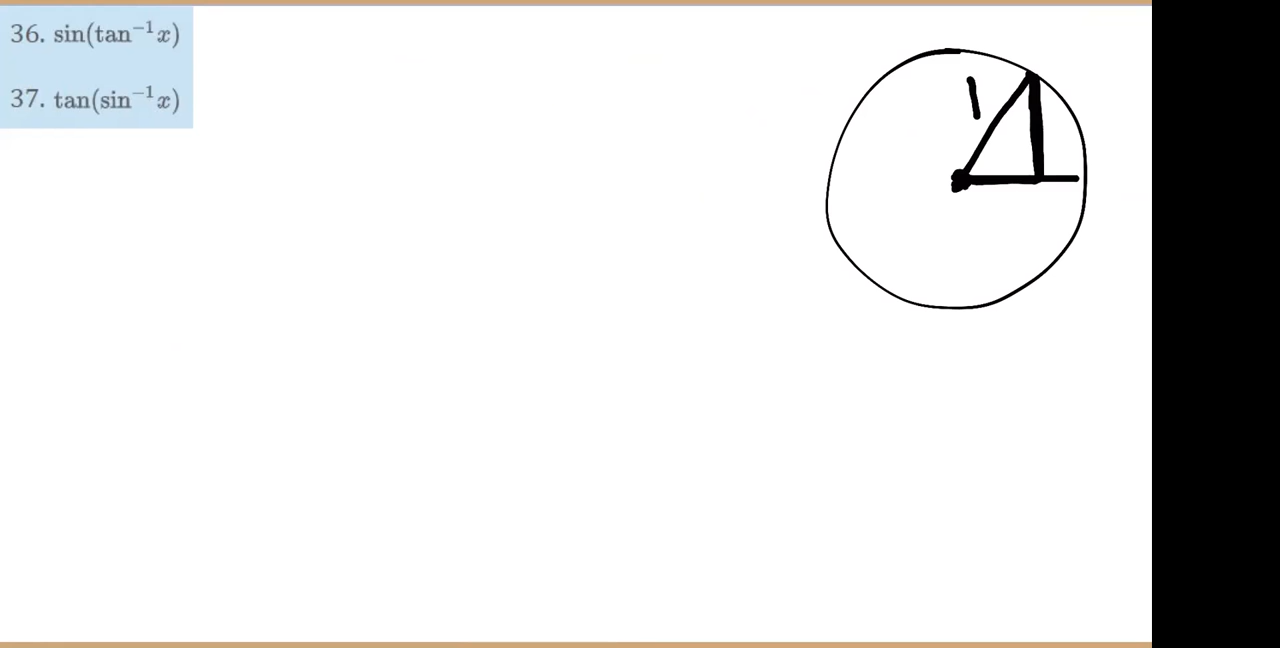 36. sin(tan⁻¹x)
37. tan(sin⁻¹x)
1